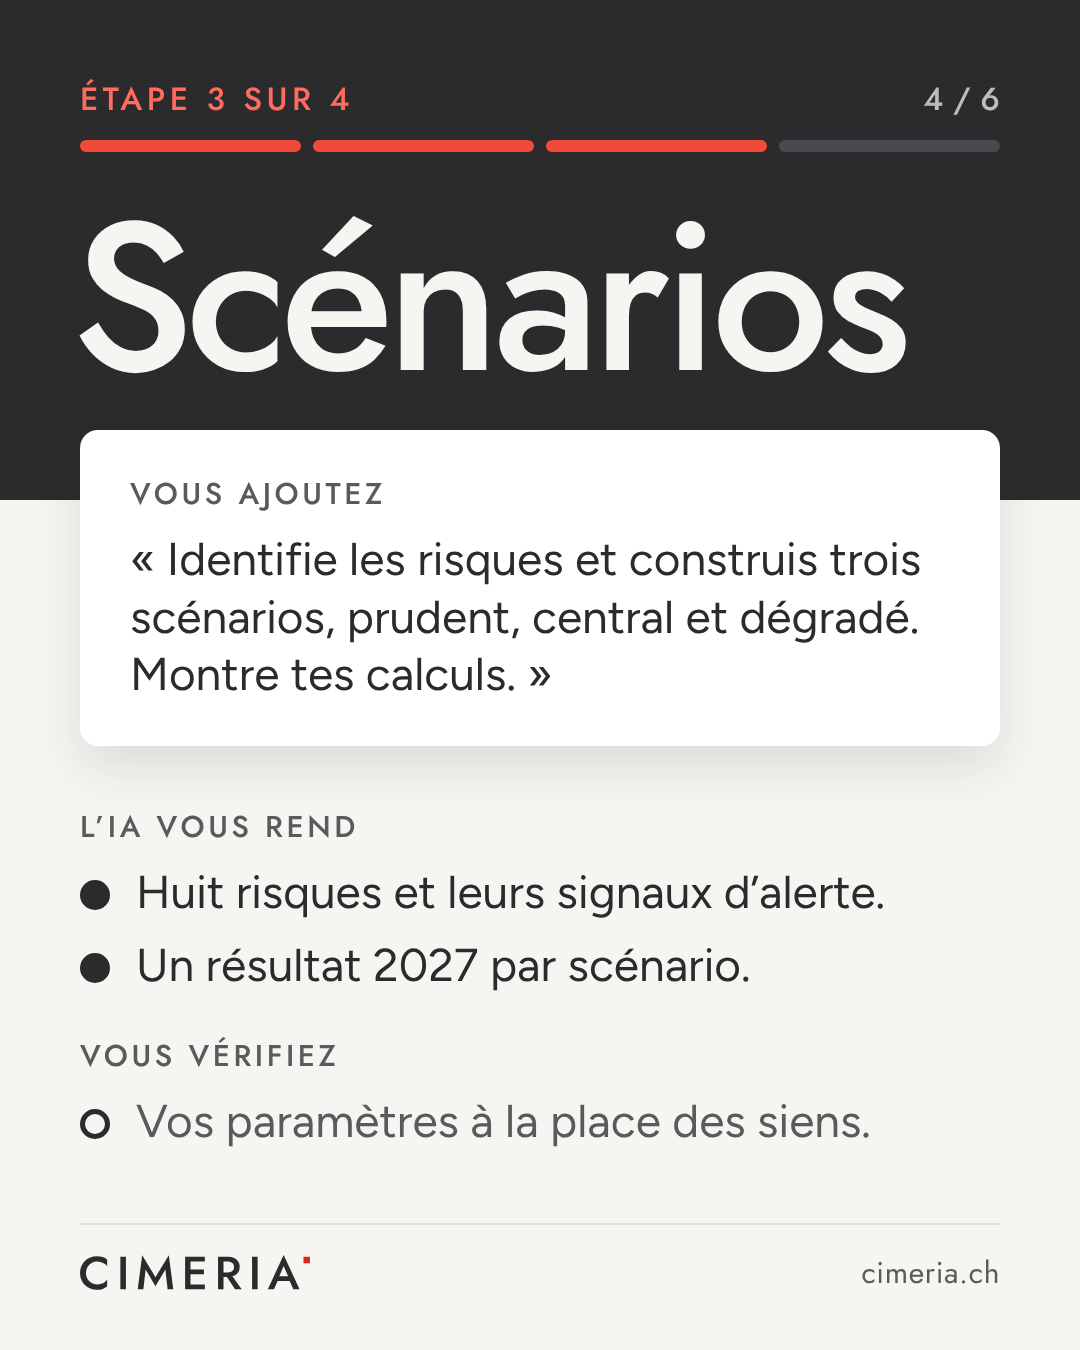 ÉTAPE 3 SUR 4
4 / 6
Scénarios
VOUS AJOUTEZ
« Identifie les risques et construis trois
scénarios, prudent, central et dégradé.
Montre tes calculs. »
L’IA VOUS REND
Huit risques et leurs signaux d’alerte.
Un résultat 2027 par scénario.
VOUS VÉRIFIEZ
Vos paramètres à la place des siens.
CIMERIA
cimeria.ch